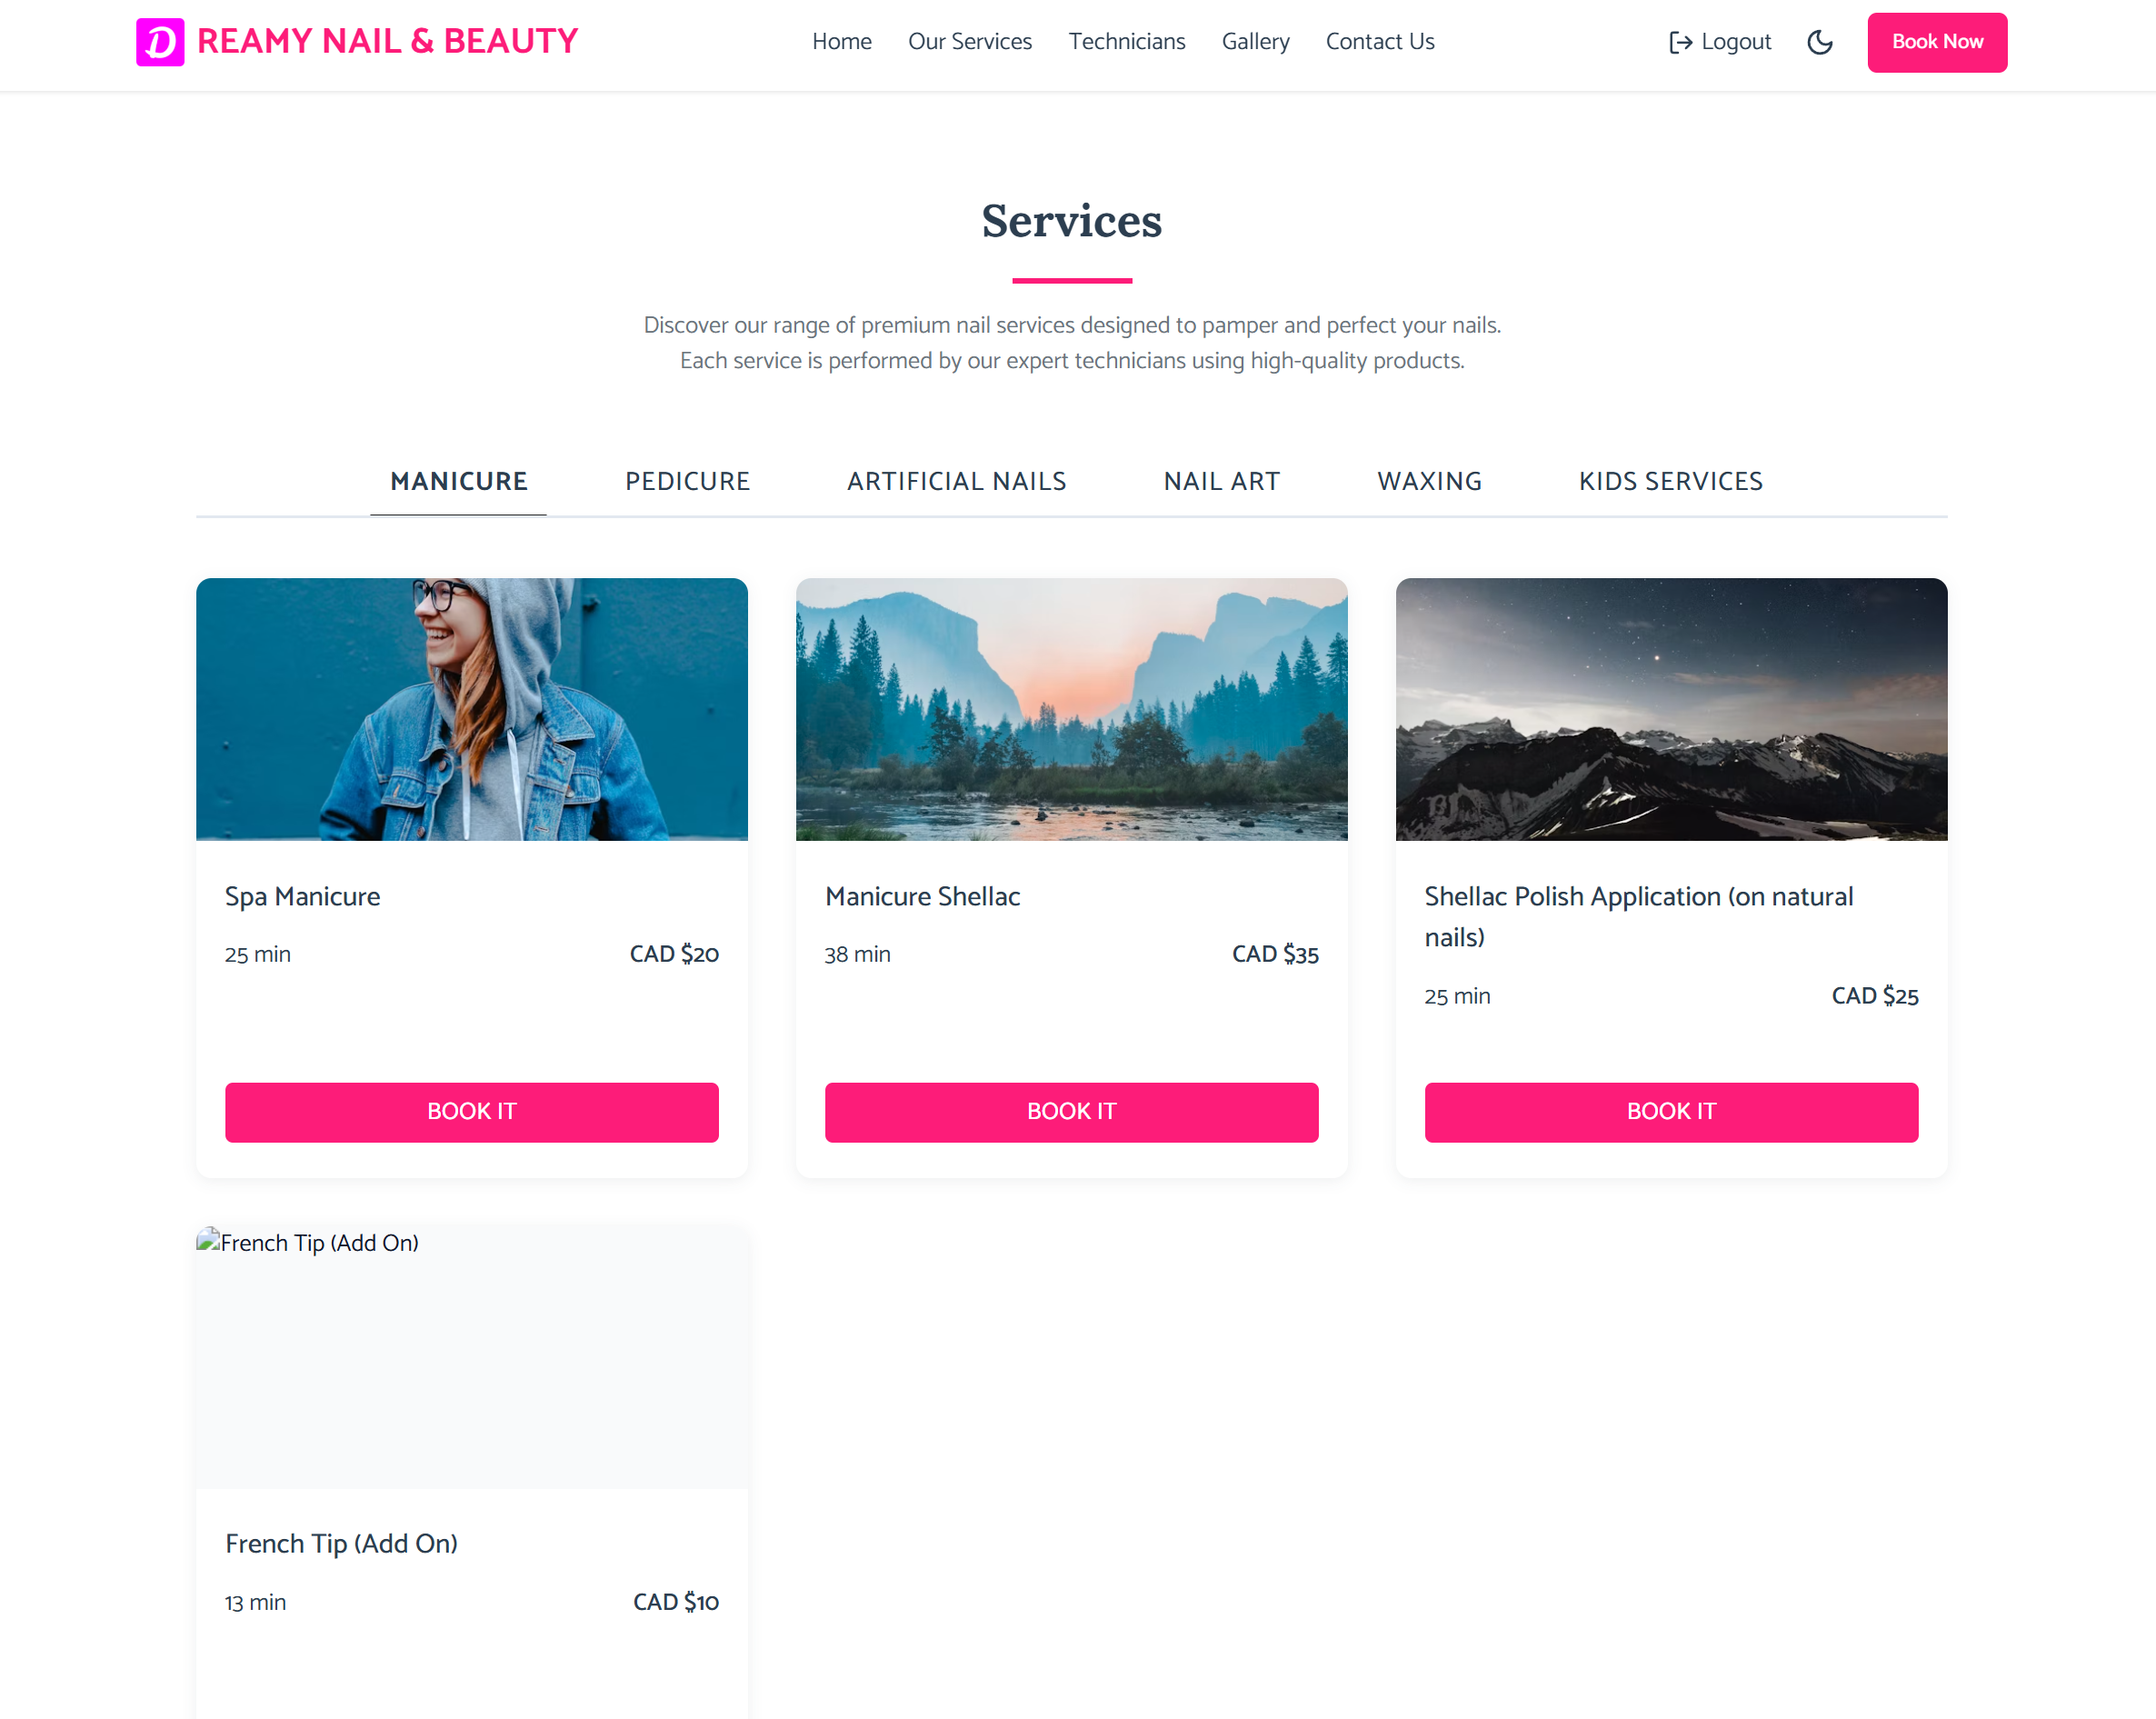 D REAMY NAIL & BEAUTY
Home
Our Services
Technicians
Gallery
Contact Us
Logout
Book Now
Services
Discover our range of premium nail services designed to pamper and perfect your nails.
Each service is performed by our expert technicians using high-quality products.
MANICURE
PEDICURE
ARTIFICIAL NAILS
NAIL ART
WAXING
KIDS SERVICES
Spa Manicure
25 min
CAD $20
BOOK IT
Manicure Shellac
38 min
CAD $35
BOOK IT
Shellac Polish Application (on natural
nails)
25 min
CAD $25
BOOK IT
French Tip (Add On)
French Tip (Add On)
13 min
CAD $10